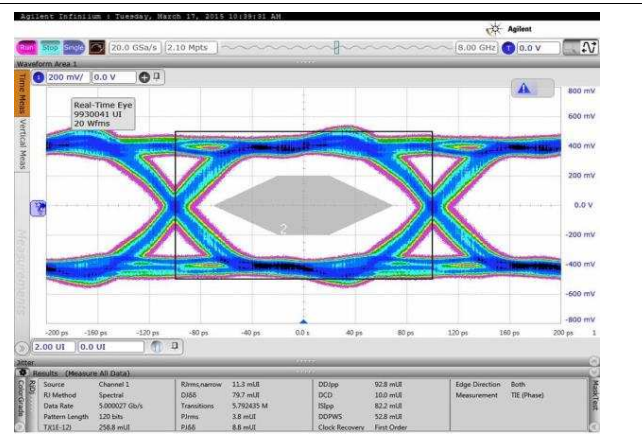 Agilent Infiniium : Tuesday, March 17, 2015 10:39:31 AM
Agilent
Run Stop Single 20.0 GSa/s 2.10 Mpts 8.00 GHz T 0.0 V
Waveform Area 1
1 200 mV/ 0.0 V
Time Meas
Vertical Meas
Measurements
Real-Time Eye
9930041 UI
20 Wfms
800 mV
600 mV
400 mV
200 mV
0.0 V
-200 mV
-400 mV
-600 mV
-800 mV
2
-200 ps -160 ps -120 ps -80 ps -40 ps 0.0 s 40 ps 80 ps 120 ps 160 ps 200 ps 1
2.00 UI 0.0 UI
Jitter
Results (Measure All Data)
ColorGrade
RJDJ
MaskTest
Source Channel 1 RJrms,narrow 11.3 mUI DDJpp 92.8 mUI Edge Direction Both
RJ Method Spectral DJδδ 79.7 mUI DCD 10.0 mUI Measurement TIE (Phase)
Data Rate 5.000027 Gb/s Transitions 5.792435 M ISIpp 82.2 mUI
Pattern Length 120 bits PJrms 3.8 mUI DDPWS 52.8 mUI
TJ(1E-12) 258.8 mUI PJδδ 8.8 mUI Clock Recovery First Order